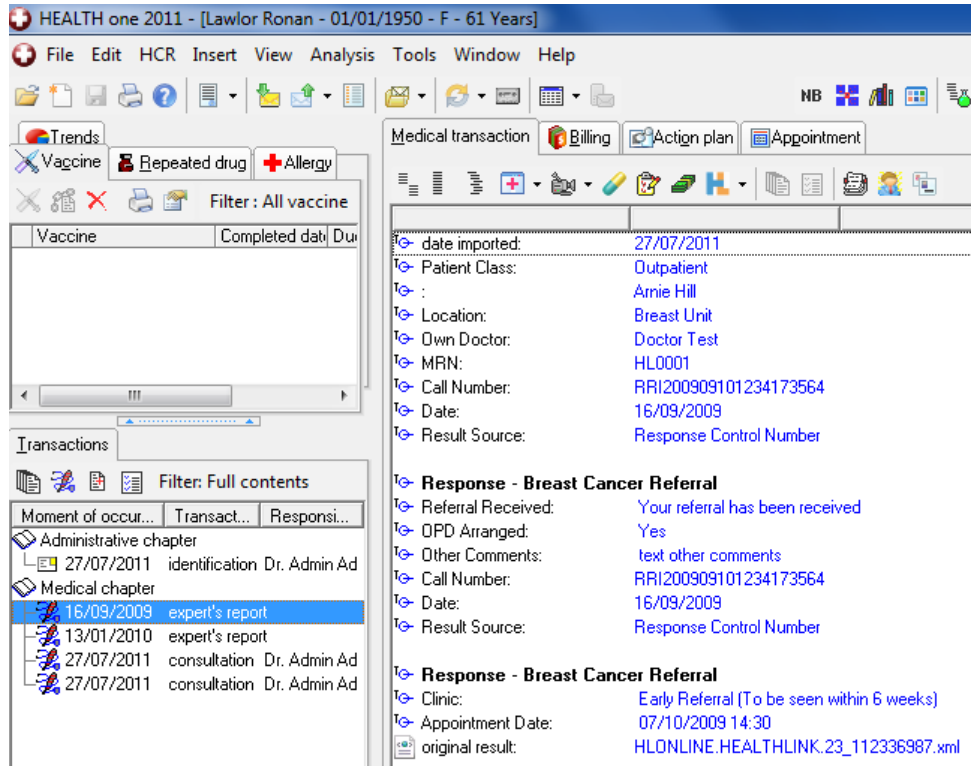 HEALTH one 2011 - [Lawlor Ronan - 01/01/1950 - F - 61 Years]
File Edit HCR Insert View Analysis Tools Window Help
NB
Trends
Vaccine Repeated drug Allergy
Filter : All vaccine
Vaccine Completed dat Du
Transactions
Filter: Full contents
Moment of occur... Transact... Responsi...
Administrative chapter
27/07/2011 identification Dr. Admin Ad
Medical chapter
16/09/2009 expert's report
13/01/2010 expert's report
27/07/2011 consultation Dr. Admin Ad
27/07/2011 consultation Dr. Admin Ad
Medical transaction Billing Action plan Appointment
date imported: 27/07/2011
Patient Class: Outpatient
: Arnie Hill
Location: Breast Unit
Own Doctor: Doctor Test
MRN: HL0001
Call Number: RRI200909101234173564
Date: 16/09/2009
Result Source: Response Control Number
Response - Breast Cancer Referral
Referral Received: Your referral has been received
OPD Arranged: Yes
Other Comments: text other comments
Call Number: RRI200909101234173564
Date: 16/09/2009
Result Source: Response Control Number
Response - Breast Cancer Referral
Clinic: Early Referral (To be seen within 6 weeks)
Appointment Date: 07/10/2009 14:30
original result: HLONLINE.HEALTHLINK.23_112336987.xml